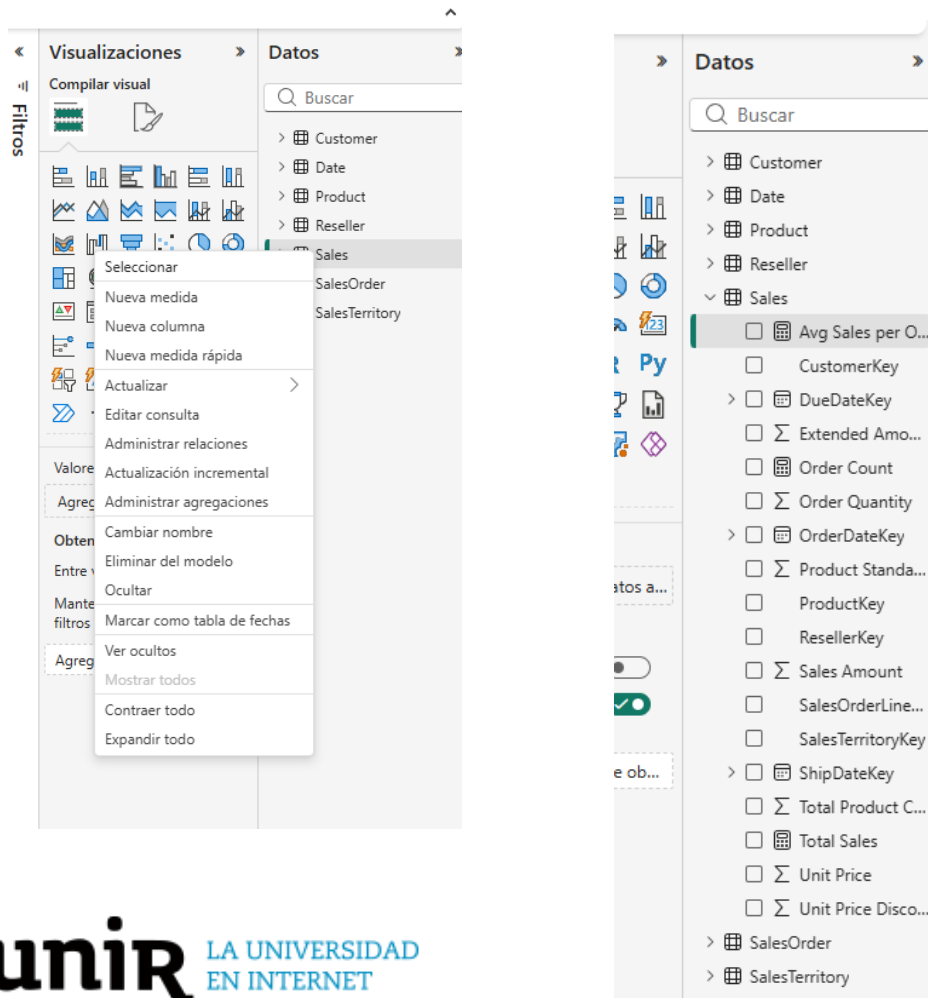 Visualizaciones
Compilar visual
Filtros
Valore
Agreg
Obten
Entre v
Mante
filtros
Agreg
Datos
Buscar
Customer
Date
Product
Reseller
Sales
SalesOrder
SalesTerritory
Seleccionar
Nueva medida
Nueva columna
Nueva medida rápida
Actualizar
Editar consulta
Administrar relaciones
Actualización incremental
Administrar agregaciones
Cambiar nombre
Eliminar del modelo
Ocultar
Marcar como tabla de fechas
Ver ocultos
Mostrar todos
Contraer todo
Expandir todo
unir LA UNIVERSIDAD
EN INTERNET
123
Py
atos a...
e ob...
Datos
Buscar
Customer
Date
Product
Reseller
Sales
Avg Sales per O...
CustomerKey
DueDateKey
Extended Amo...
Order Count
Order Quantity
OrderDateKey
Product Standa...
ProductKey
ResellerKey
Sales Amount
SalesOrderLine...
SalesTerritoryKey
ShipDateKey
Total Product C...
Total Sales
Unit Price
Unit Price Disco...
SalesOrder
SalesTerritory